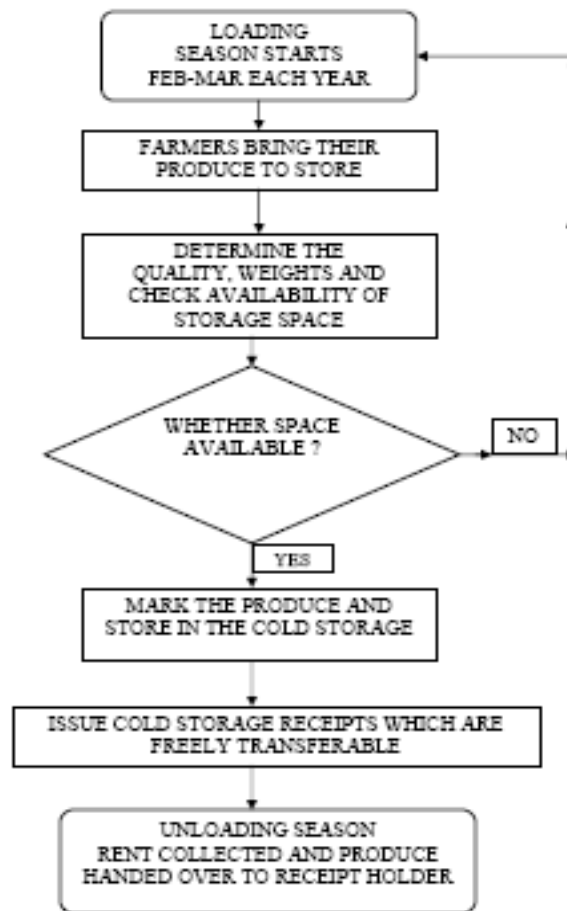 LOADING
SEASON STARTS
FEB-MAR EACH YEAR
FARMERS BRING THEIR
PRODUCE TO STORE
DETERMINE THE
QUALITY, WEIGHTS AND
CHECK AVAILABILITY OF
STORAGE SPACE
WHETHER SPACE
AVAILABLE ?
NO
YES
MARK THE PRODUCE AND
STORE IN THE COLD STORAGE
ISSUE COLD STORAGE RECEIPTS WHICH ARE
FREELY TRANSFERABLE
UNLOADING SEASON
RENT COLLECTED AND PRODUCE
HANDED OVER TO RECEIPT HOLDER